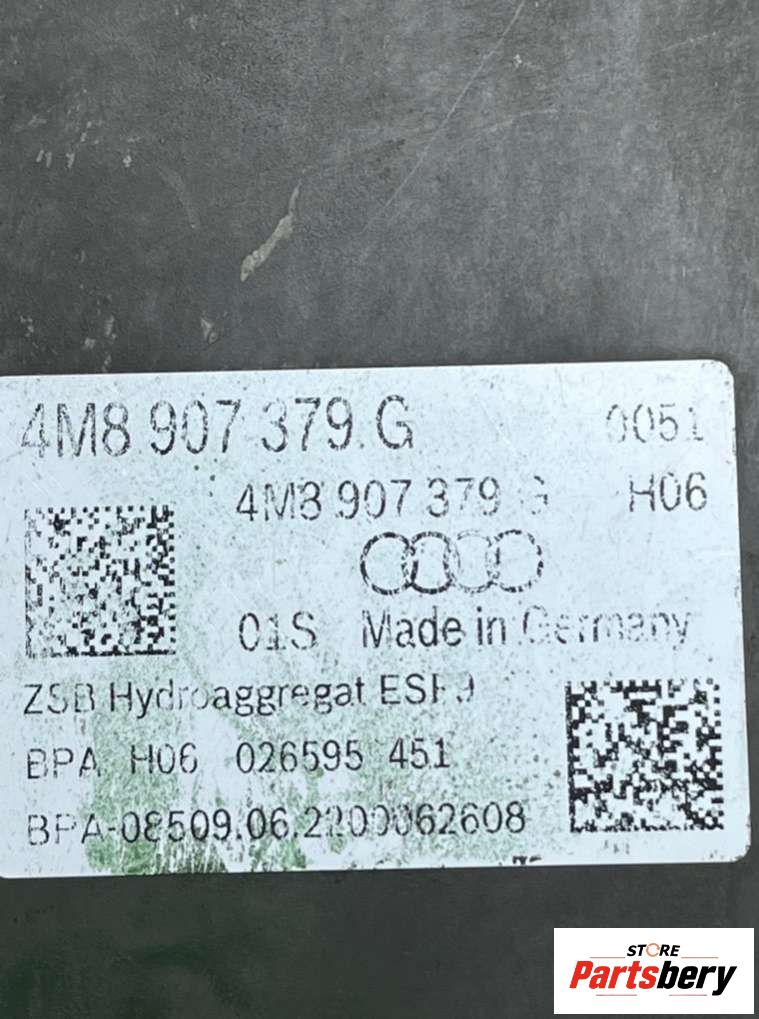 4M8 907 379 G 0051
4M8 907 379 G H06
01S Made in Germany
ZSB Hydroaggregat ESP9
BPA H06 026595 451
BPA-08509.06.2200062608
STORE
Partsbery